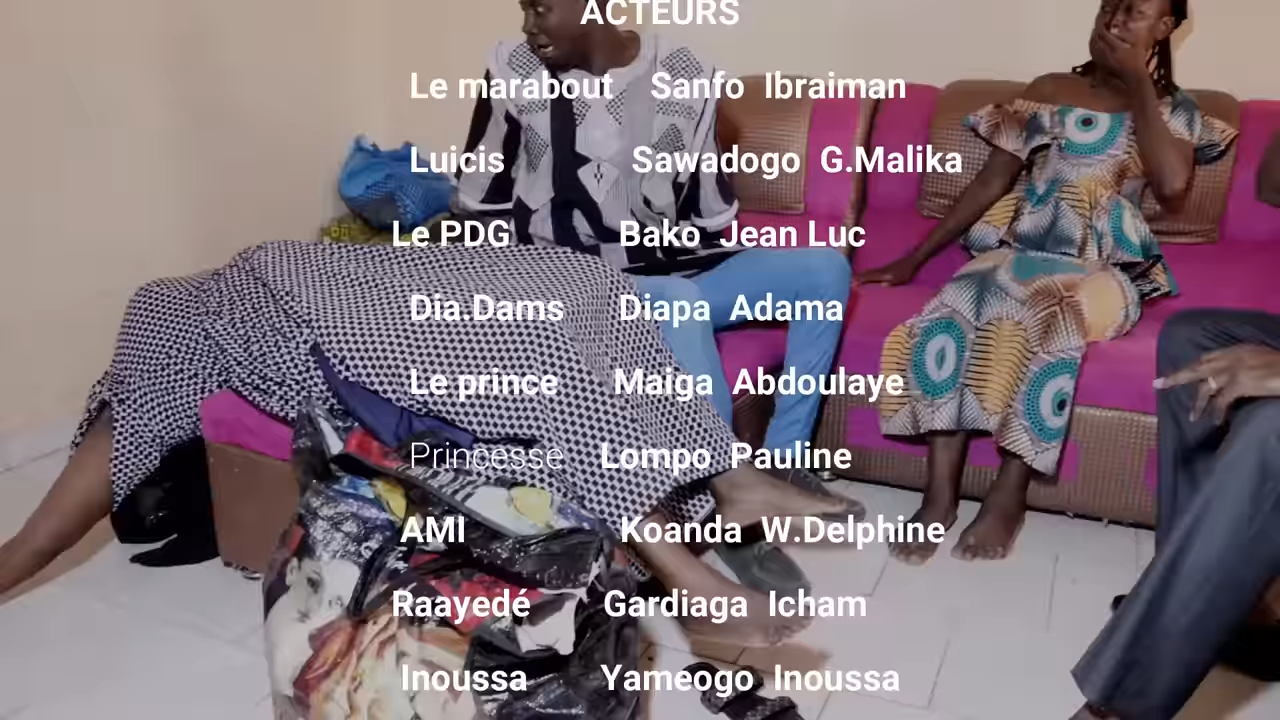 ACTEURS
Le marabout Sanfo Ibraiman
Luicis Sawadogo G.Malika
Le PDG Bako Jean Luc
Dia.Dams Diapa Adama
Le prince Maiga Abdoulaye
Princesse Lompo Pauline
AMI Koanda W.Delphine
Raayedé Gardiaga Icham
Inoussa Yameogo Inoussa